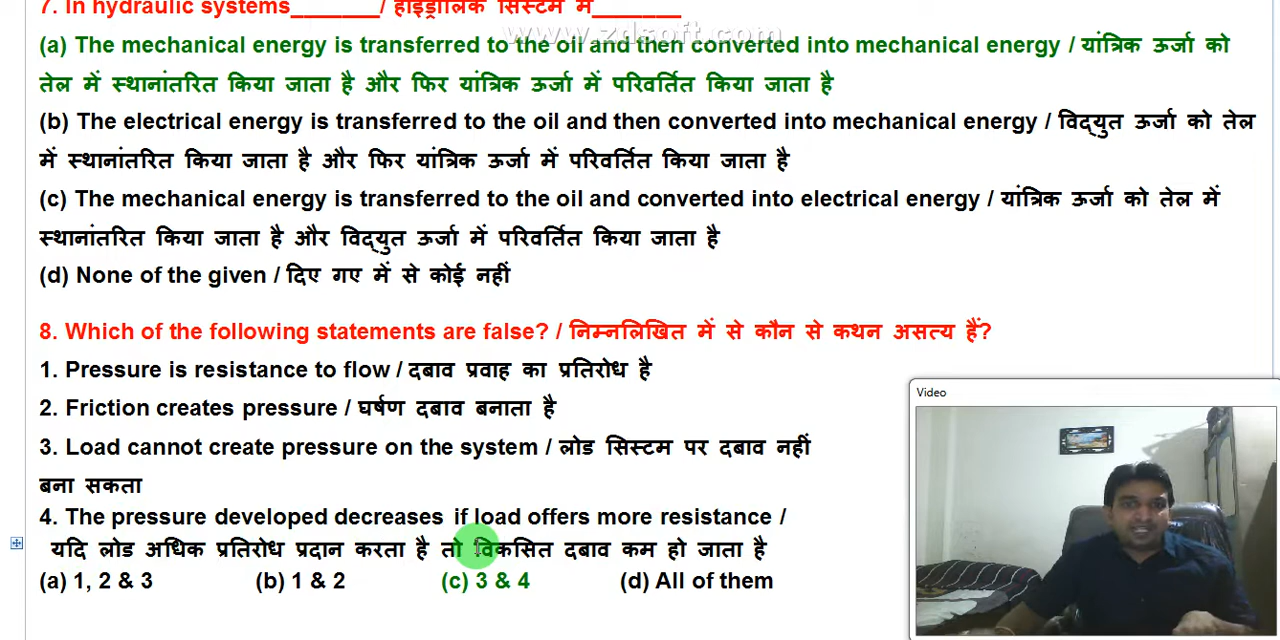 7. In hydraulic systems_______/ हाइड्रोलिक सिस्टम में_______
www.zdsoft.com
(a) The mechanical energy is transferred to the oil and then converted into mechanical energy / यांत्रिक ऊर्जा को
तेल में स्थानांतरित किया जाता है और फिर यांत्रिक ऊर्जा में परिवर्तित किया जाता है
(b) The electrical energy is transferred to the oil and then converted into mechanical energy / विद्युत ऊर्जा को तेल
में स्थानांतरित किया जाता है और फिर यांत्रिक ऊर्जा में परिवर्तित किया जाता है
(c) The mechanical energy is transferred to the oil and converted into electrical energy / यांत्रिक ऊर्जा को तेल में
स्थानांतरित किया जाता है और विद्युत ऊर्जा में परिवर्तित किया जाता है
(d) None of the given / दिए गए में से कोई नहीं
8. Which of the following statements are false? / निम्नलिखित में से कौन से कथन असत्य हैं?
1. Pressure is resistance to flow / दबाव प्रवाह का प्रतिरोध है
2. Friction creates pressure / घर्षण दबाव बनाता है
3. Load cannot create pressure on the system / लोड सिस्टम पर दबाव नहीं
बना सकता
4. The pressure developed decreases if load offers more resistance /
यदि लोड अधिक प्रतिरोध प्रदान करता है तो विकसित दबाव कम हो जाता है
(a) 1, 2 & 3 (b) 1 & 2 (c) 3 & 4 (d) All of them
Video